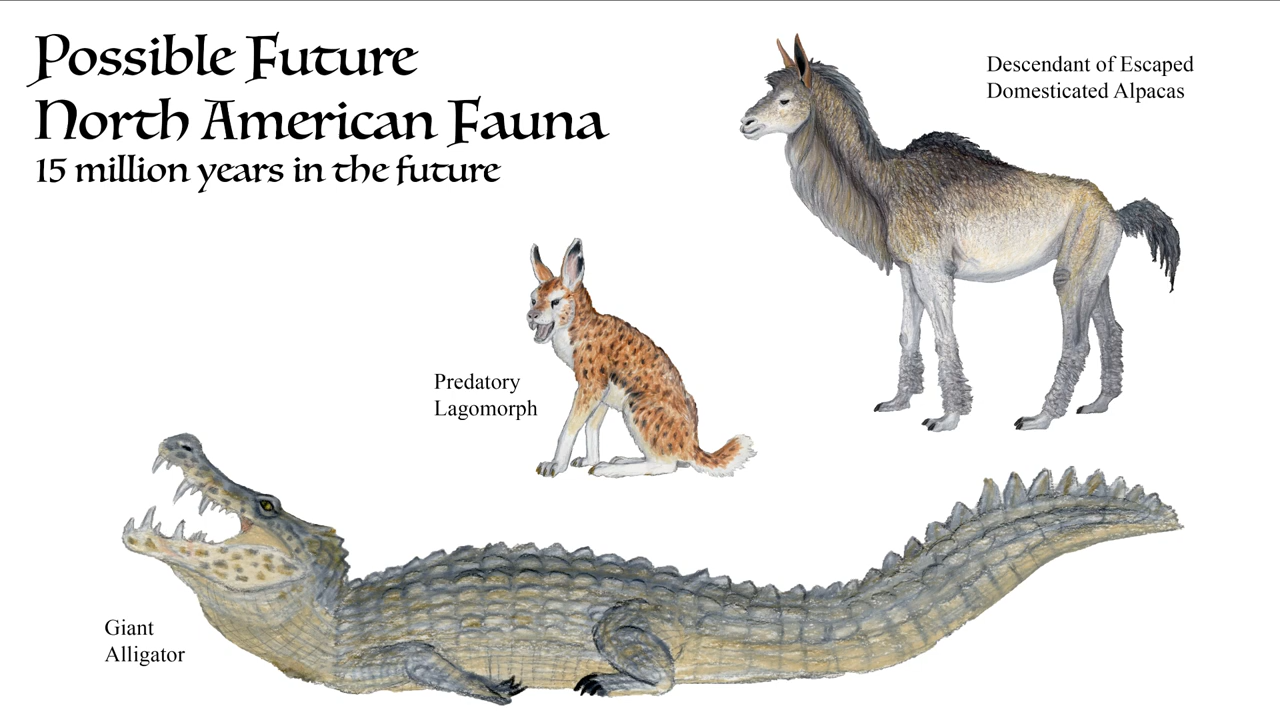 Possible Future
North American Fauna
15 million years in the future
Descendant of Escaped
Domesticated Alpacas
Predatory
Lagomorph
Giant
Alligator